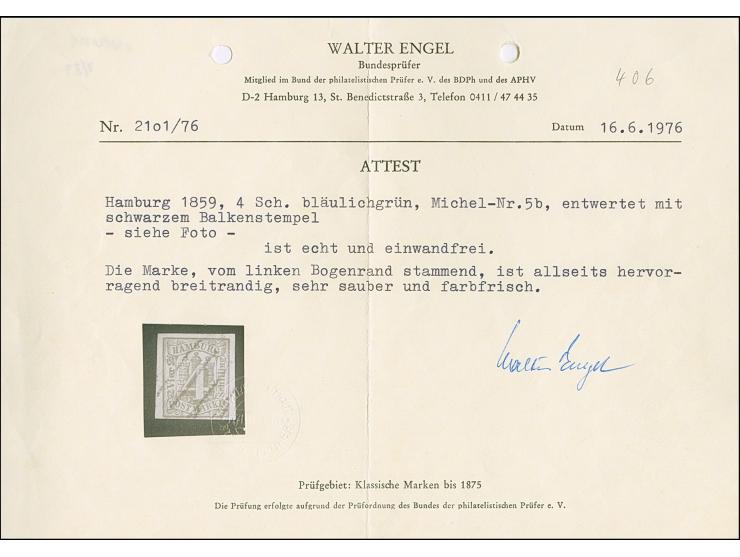 WALTER ENGEL
Bundesprüfer
Mitglied im Bund der philatelistischen Prüfer e. V. des BDPh und des APHV
D-2 Hamburg 13, St. Benedictstraße 3, Telefon 0411 / 47 44 35
406
Nr. 21o1/76
Datum 16.6.1976
ATTEST
Hamburg 1859, 4 Sch. bläulichgrün, Michel-Nr.5b, entwertet mit
schwarzem Balkenstempel
- siehe Foto -
ist echt und einwandfrei.
Die Marke, vom linken Bogenrand stammend, ist allseits hervor-
ragend breitrandig, sehr sauber und farbfrisch.
HAMBURG
4
Walter Engel
Prüfgebiet: Klassische Marken bis 1875
Die Prüfung erfolgte aufgrund der Prüfordnung des Bundes der philatelistischen Prüfer e. V.